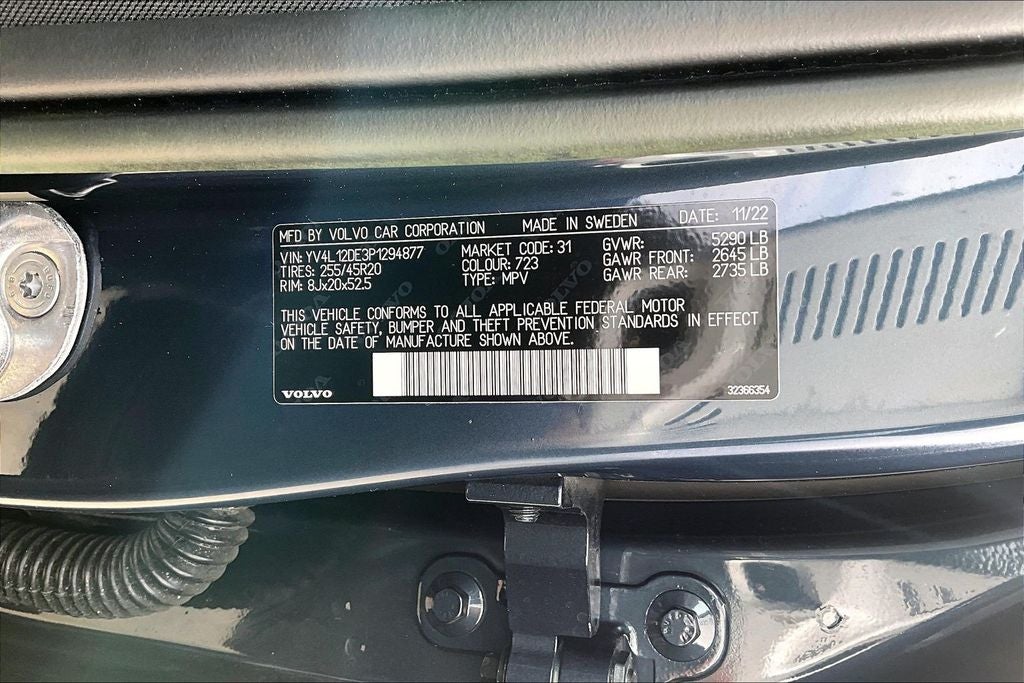 MFD BY VOLVO CAR CORPORATION MADE IN SWEDEN DATE: 11/22
VIN: YV4L12DE3P1294877 MARKET CODE: 31 GVWR: 5290 LB
TIRES: 255/45R20 COLOUR: 723 GAWR FRONT: 2645 LB
RIM: 8Jx20x52.5 TYPE: MPV GAWR REAR: 2735 LB
THIS VEHICLE CONFORMS TO ALL APPLICABLE FEDERAL MOTOR
VEHICLE SAFETY, BUMPER AND THEFT PREVENTION STANDARDS IN EFFECT
ON THE DATE OF MANUFACTURE SHOWN ABOVE.
VOLVO 32366354